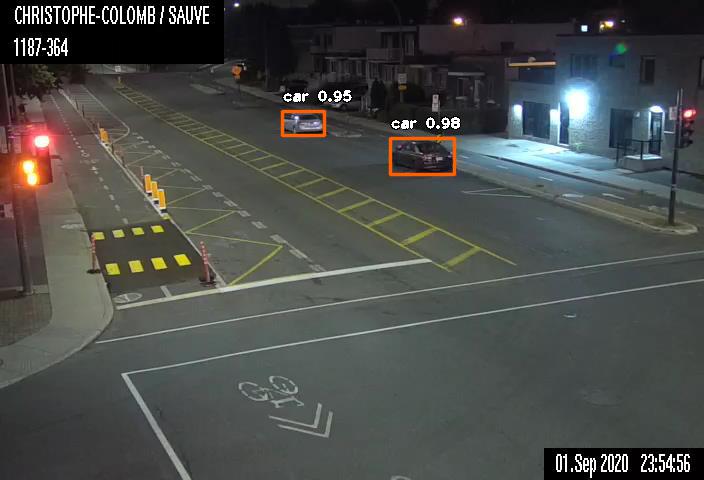 CHRISTOPHE-COLOMB / SAUVE
1187-364
car 0.95
car 0.98
01.Sep 2020 23:54:56